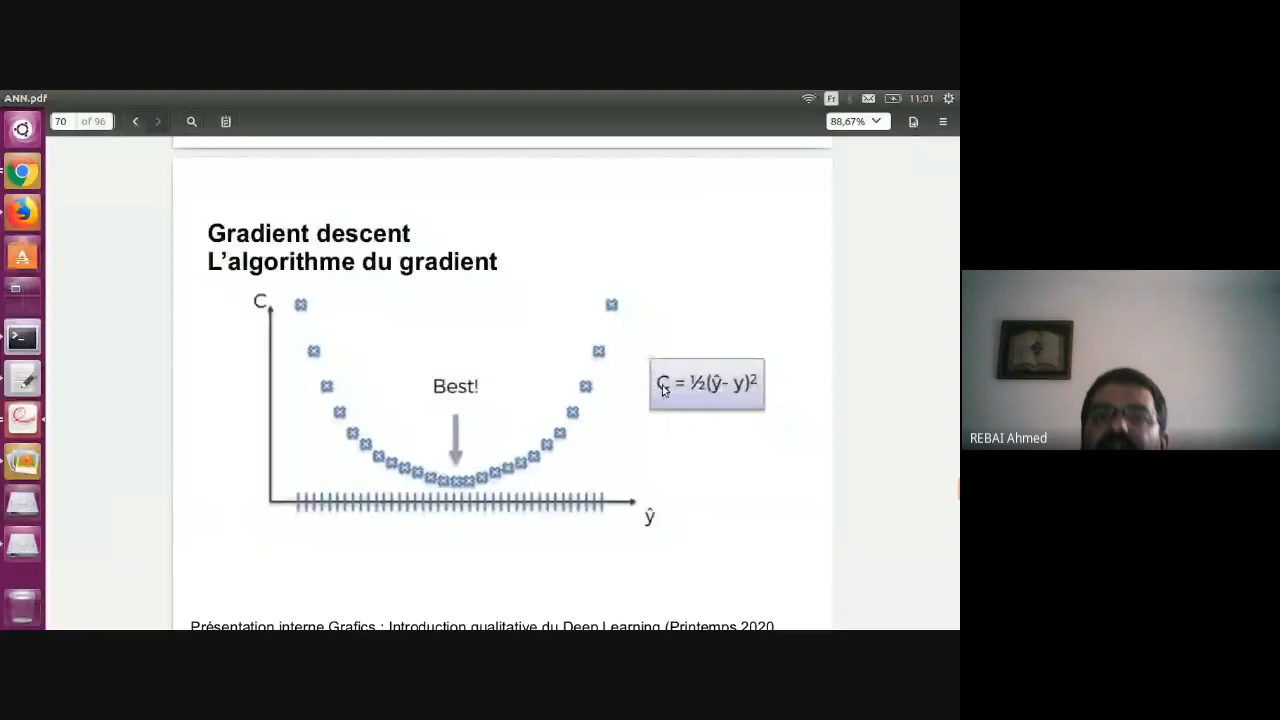 ANN.pdf
Fr
11:01
70
of 96
88,67%
Gradient descent
L'algorithme du gradient
C
Best!
C = ½(ŷ- y)²
ŷ
REBAI Ahmed
Présentation interne Grafics : Introduction qualitative du Deep Learning (Printemps 2020